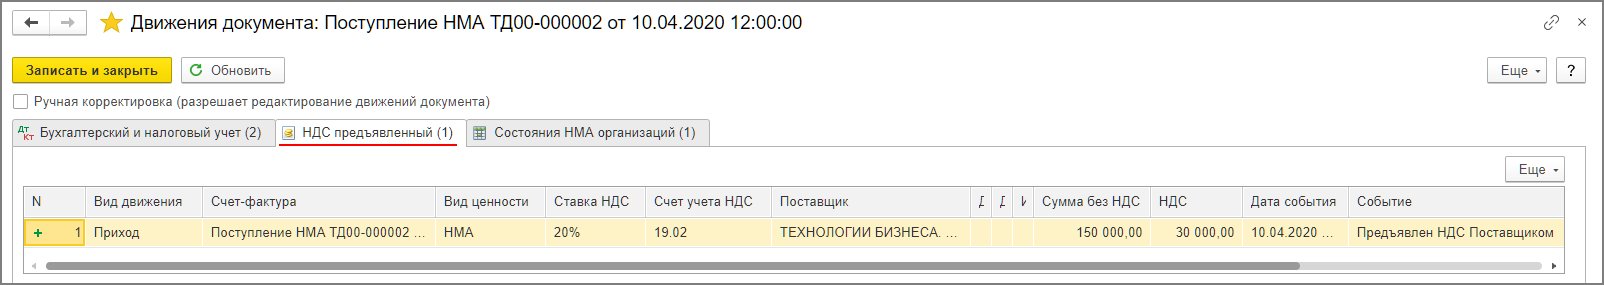 Движения документа: Поступление НМА ТД00-000002 от 10.04.2020 12:00:00
Записать и закрыть Обновить Еще ?
Ручная корректировка (разрешает редактирование движений документа)
Дт Кт Бухгалтерский и налоговый учет (2) НДС предъявленный (1) Состояния НМА организаций (1)
Еще
N Вид движения Счет-фактура Вид ценности Ставка НДС Счет учета НДС Поставщик Сумма без НДС НДС Дата события Событие
1 Приход Поступление НМА ТД00-000002 ... НМА 20% 19.02 ТЕХНОЛОГИИ БИЗНЕСА. ... 150 000,00 30 000,00 10.04.2020 ... Предъявлен НДС Поставщиком